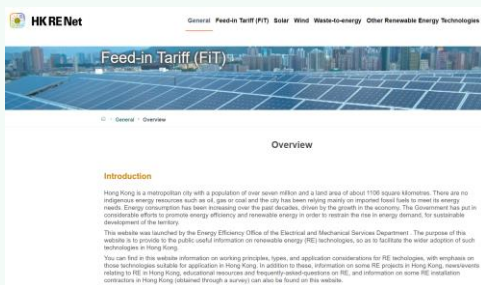 HK RE Net
General Feed-in Tariff (FiT) Solar Wind Waste-to-energy Other Renewable Energy Technologies
Feed-in Tariff (FiT)
General Overview
Overview
Introduction
Hong Kong is a metropolitan city with a population of over seven million and a land area of about 1106 square kilometres. There are no
indigenous energy resources such as oil, gas or coal and the city has been relying mainly on imported fossil fuels to meet its energy
needs. Energy consumption has been increasing over the past decades, driven by the growth in the economy. The Government has put in
considerable efforts to promote energy efficiency and renewable energy in order to restrain the rise in energy demand, for sustainable
development of the territory.
This website was launched by the Energy Efficiency Office of the Electrical and Mechanical Services Department . The purpose of this
website is to provide to the public useful information on renewable energy (RE) technologies, so as to facilitate the wider adoption of such
technologies in Hong Kong.
You can find in this website information on working principles, types, and application considerations for RE technologies, with emphasis on
those technologies suitable for application in Hong Kong. In addition to these, information on some RE projects in Hong Kong, news/events
relating to RE in Hong Kong, educational resources and frequently-asked-questions on RE, and information on some RE installation
contractors in Hong Kong (obtained through a survey) can also be found on this website.